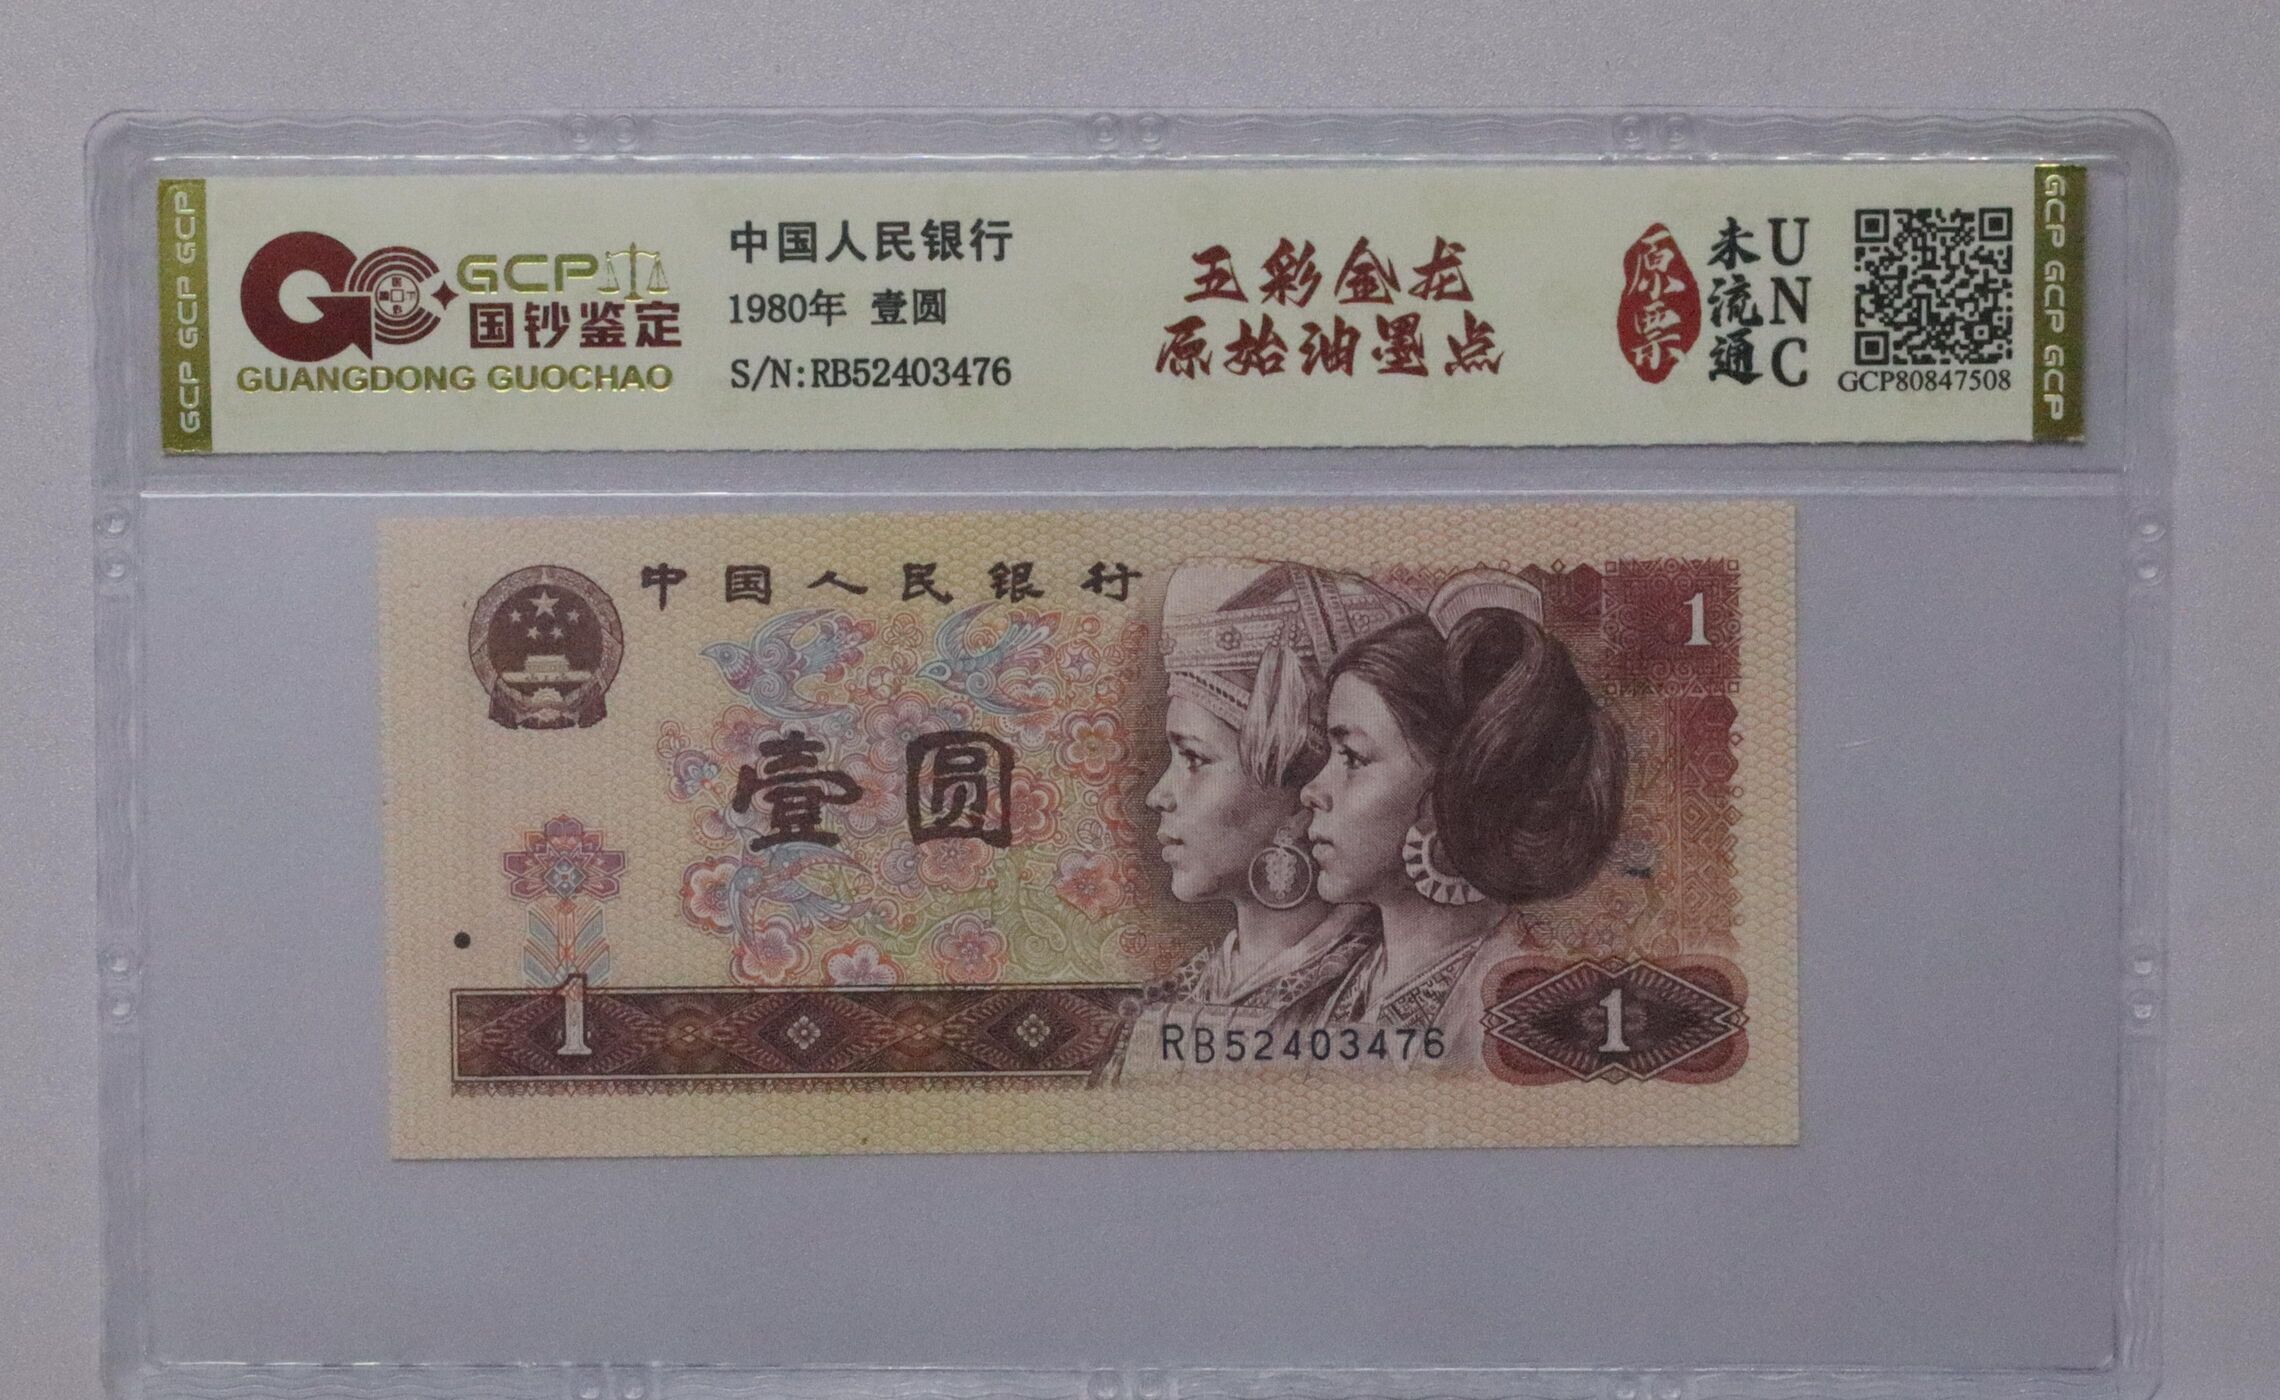 GCP GCP GCP
GCP
国钞鉴定
GUANGDONG GUOCHAO
中国人民银行
1980年 壹圆
S/N:RB52403476
五彩金龙
原始油墨点
原票
未流通
UNC
GCP80847508
GCP GCP GCP
中国人民银行
1
壹圆
1
RB52403476
1